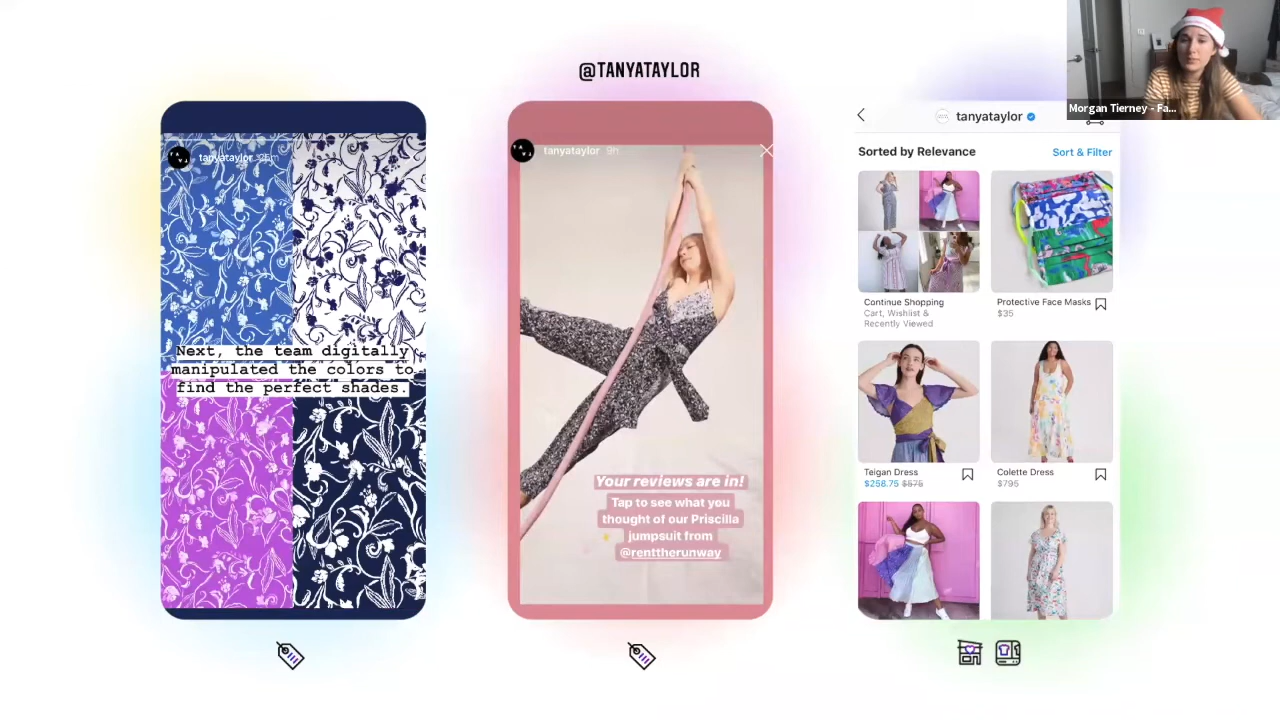 @TANYATAYLOR
Morgan Tierney - Fa...
tanyataylor 25m
Next, the team digitally
manipulated the colors to
find the perfect shades.
tanyataylor 9h
Your reviews are in!
Tap to see what you
thought of our Priscilla
jumpsuit from
@renttherunway
tanyataylor
Sorted by Relevance
Sort & Filter
Continue Shopping
Cart, Wishlist &
Recently Viewed
Protective Face Masks
$35
Teigan Dress
$258.75 $575
Colette Dress
$795